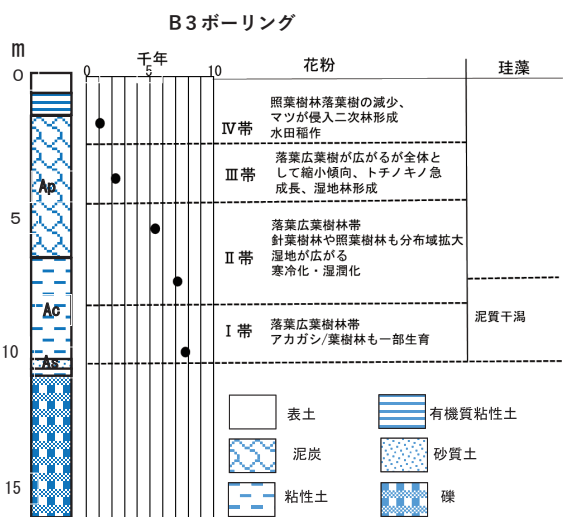 B3ボーリング
m
千年
花粉
珪藻
0
0
5
10
照葉樹林落葉樹の減少、
マツが侵入二次林形成
水田稲作
Ⅳ帯
落葉広葉樹が広がるが全体と
して縮小傾向、トチノキノ急
成長、湿地林形成
Ⅲ帯
Ap
5
落葉広葉樹林帯
針葉樹林や照葉樹林も分布域拡大
湿地が広がる
寒冷化・湿潤化
Ⅱ帯
Ac
泥質干潟
Ⅰ帯
落葉広葉樹林帯
アカガシ/葉樹林も一部生育
10
As
表土
有機質粘性土
泥炭
砂質土
15
粘性土
礫